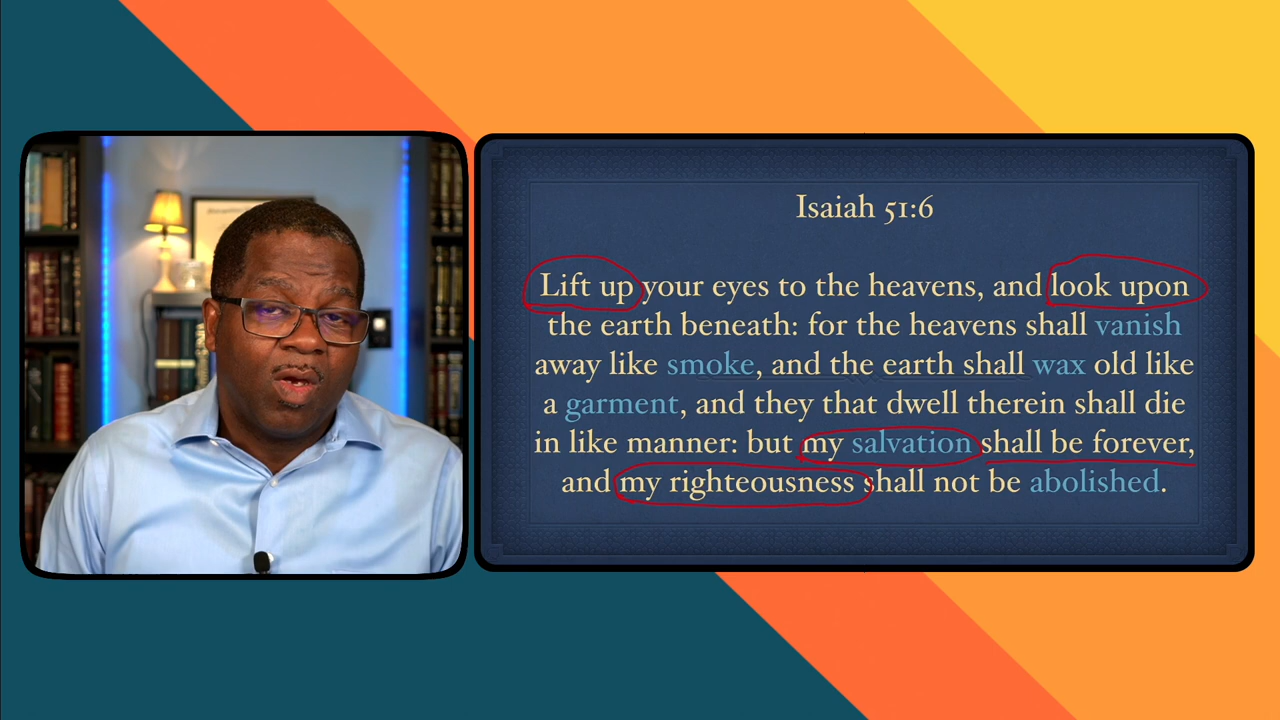 Isaiah 51:6
Lift up your eyes to the heavens, and look upon
the earth beneath: for the heavens shall vanish
away like smoke, and the earth shall wax old like
a garment, and they that dwell therein shall die
in like manner: but my salvation shall be forever,
and my righteousness shall not be abolished.